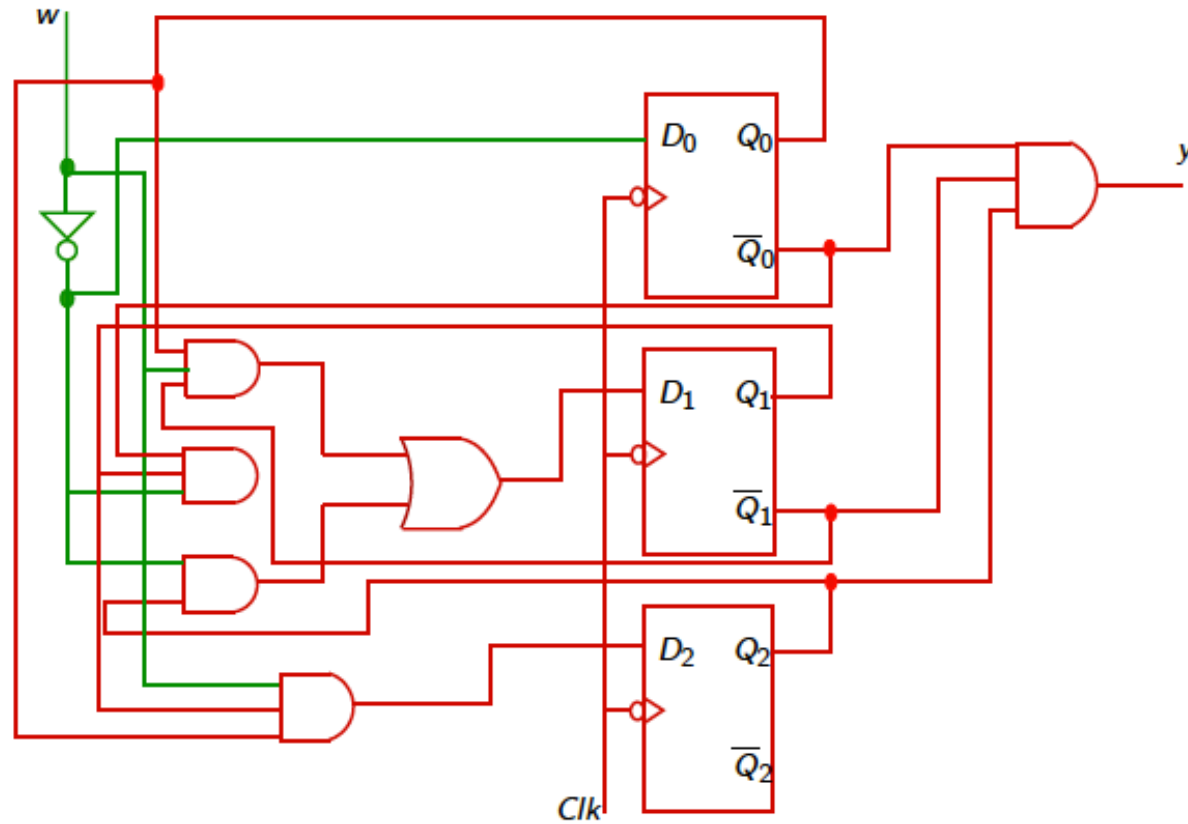 w
D₀ Q₀
y
Q̅₀
D₁ Q₁
Q̅₁
D₂ Q₂
Q̅₂
Clk